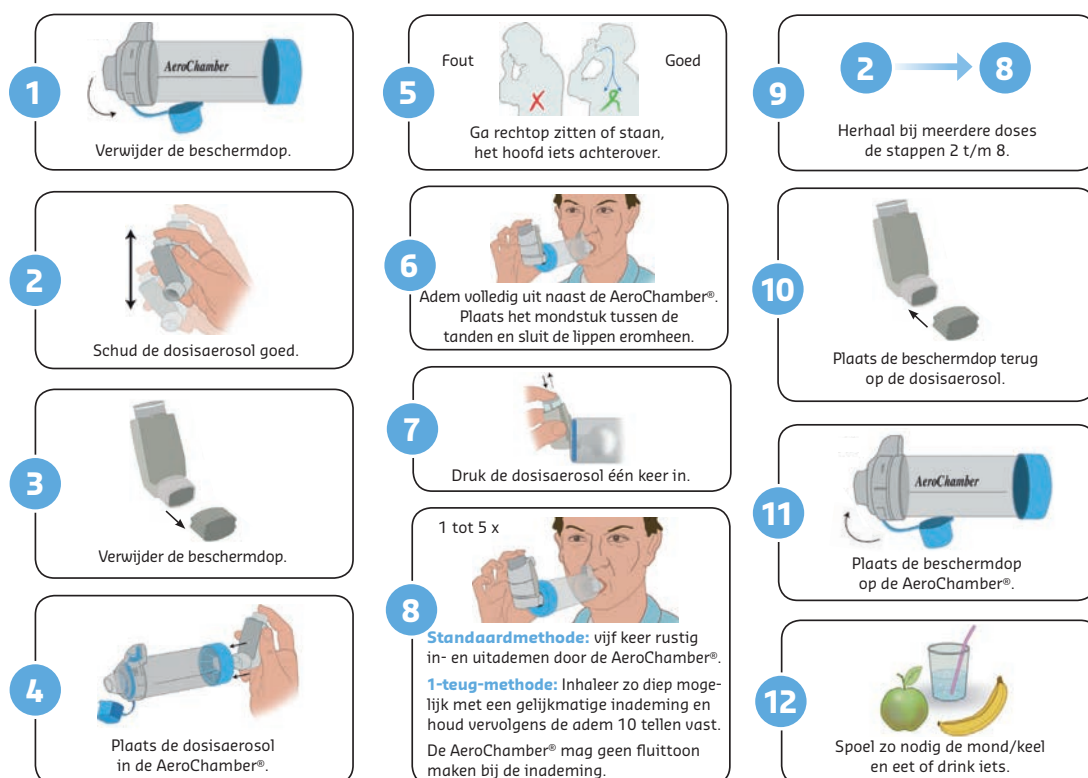 1
AeroChamber
Verwijder de beschermdop.
2
Schud de dosisaerosol goed.
3
Verwijder de beschermdop.
4
Plaats de dosisaerosol
in de AeroChamber®.
5
Fout
Goed
Ga rechtop zitten of staan,
het hoofd iets achterover.
6
Adem volledig uit naast de AeroChamber®.
Plaats het mondstuk tussen de
tanden en sluit de lippen eromheen.
7
Druk de dosisaerosol één keer in.
8
1 tot 5 x
Standaardmethode: vijf keer rustig
in- en uitademen door de AeroChamber®.
1-teug-methode: Inhaleer zo diep moge-
lijk met een gelijkmatige inademing en
houd vervolgens de adem 10 tellen vast.
De AeroChamber® mag geen fluittoon
maken bij de inademing.
9
2 8
Herhaal bij meerdere doses
de stappen 2 t/m 8.
10
Plaats de beschermdop terug
op de dosisaerosol.
11
AeroChamber
Plaats de beschermdop
op de AeroChamber®.
12
Spoel zo nodig de mond/keel
en eet of drink iets.